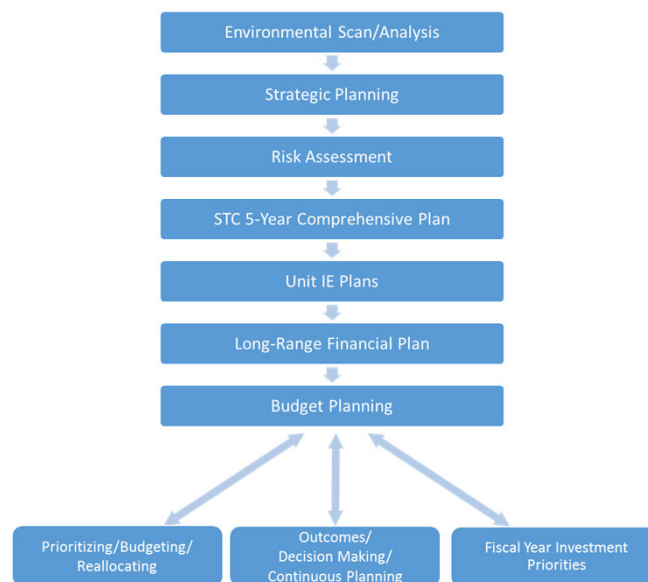 Environmental Scan/Analysis
Strategic Planning
Risk Assessment
STC 5-Year Comprehensive Plan
Unit IE Plans
Long-Range Financial Plan
Budget Planning
Prioritizing/Budgeting/
Reallocating
Outcomes/
Decision Making/
Continuous Planning
Fiscal Year Investment
Priorities